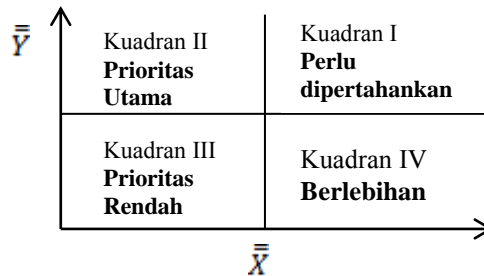 Y̿
Kuadran II
Prioritas
Utama
Kuadran I
Perlu
dipertahankan
Kuadran III
Prioritas
Rendah
Kuadran IV
Berlebihan
X̿